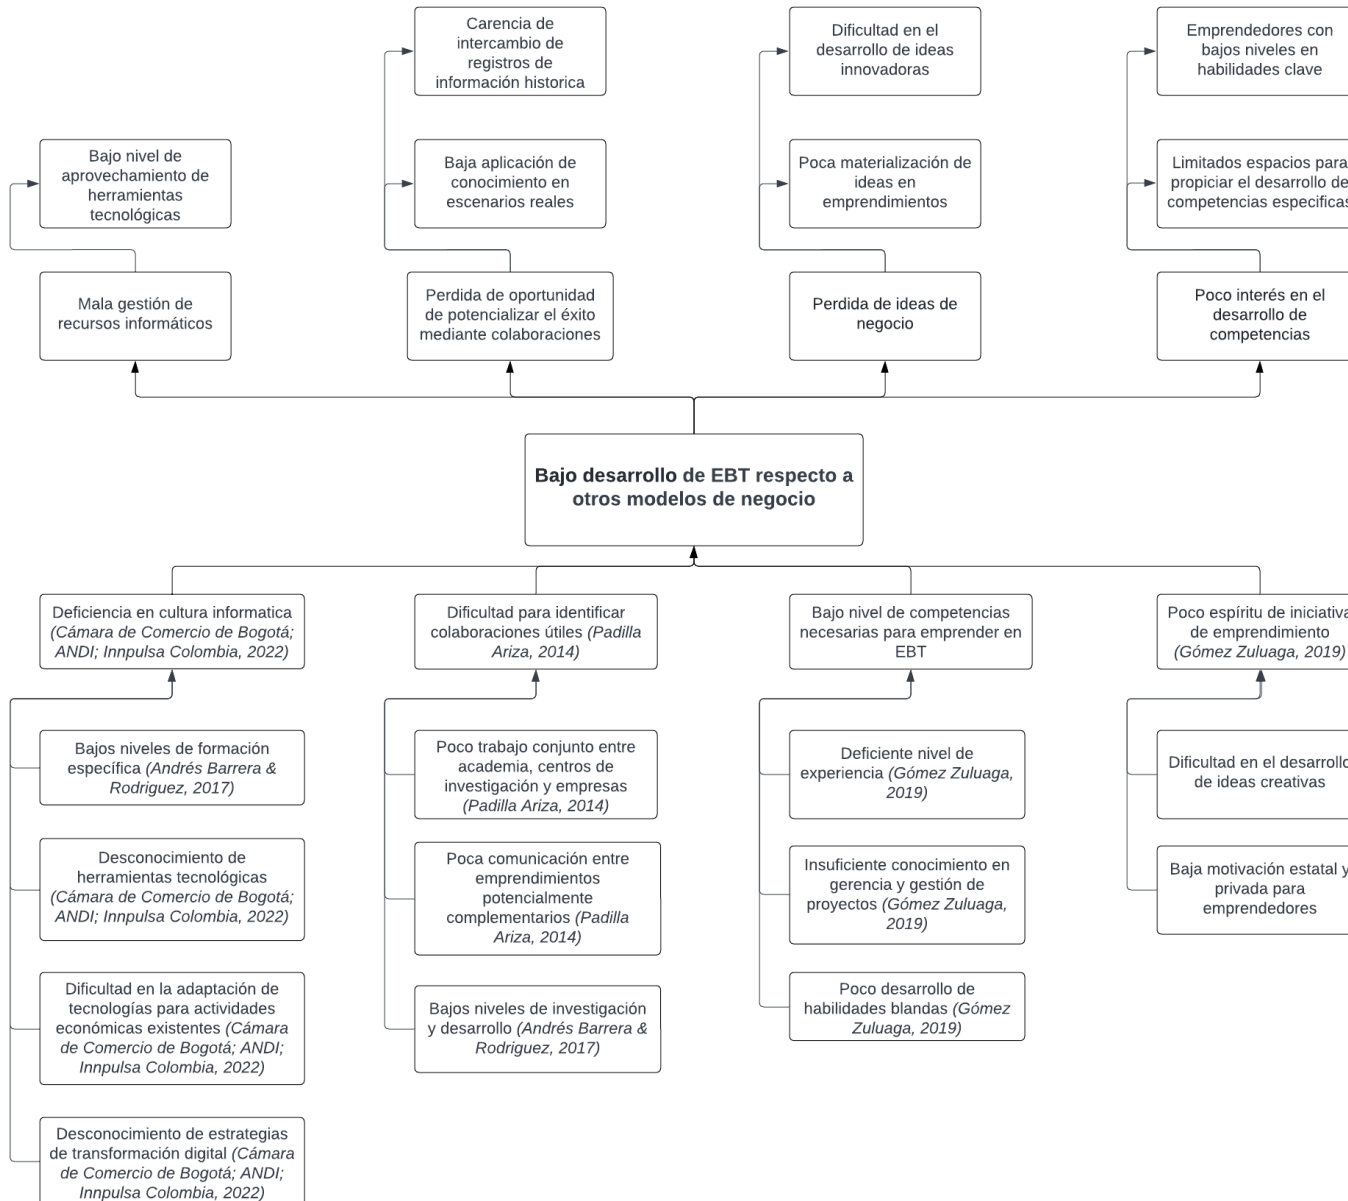 Carencia de
intercambio de
registros de
información historica
Dificultad en el
desarrollo de ideas
innovadoras
Emprendedores con
bajos niveles en
habilidades clave
Bajo nivel de
aprovechamiento de
herramientas
tecnológicas
Baja aplicación de
conocimiento en
escenarios reales
Poca materialización de
ideas en
emprendimientos
Limitados espacios para
propiciar el desarrollo de
competencias especificas
Mala gestión de
recursos informáticos
Perdida de oportunidad
de potencializar el éxito
mediante colaboraciones
Perdida de ideas de
negocio
Poco interés en el
desarrollo de
competencias
Bajo desarrollo de EBT respecto a
otros modelos de negocio
Deficiencia en cultura informatica
(Cámara de Comercio de Bogotá;
ANDI; Innpulsa Colombia, 2022)
Dificultad para identificar
colaboraciones útiles (Padilla
Ariza, 2014)
Bajo nivel de competencias
necesarias para emprender en
EBT
Poco espíritu de iniciativa
de emprendimiento
(Gómez Zuluaga, 2019)
Bajos niveles de formación
específica (Andrés Barrera &
Rodriguez, 2017)
Poco trabajo conjunto entre
academia, centros de
investigación y empresas
(Padilla Ariza, 2014)
Deficiente nivel de
experiencia (Gómez Zuluaga,
2019)
Dificultad en el desarrollo
de ideas creativas
Desconocimiento de
herramientas tecnológicas
(Cámara de Comercio de Bogotá;
ANDI; Innpulsa Colombia, 2022)
Poca comunicación entre
emprendimientos
potencialmente
complementarios (Padilla
Ariza, 2014)
Insuficiente conocimiento en
gerencia y gestión de
proyectos (Gómez Zuluaga,
2019)
Baja motivación estatal y
privada para
emprendedores
Dificultad en la adaptación de
tecnologías para actividades
económicas existentes (Cámara
de Comercio de Bogotá; ANDI;
Innpulsa Colombia, 2022)
Bajos niveles de investigación
y desarrollo (Andrés Barrera &
Rodriguez, 2017)
Poco desarrollo de
habilidades blandas (Gómez
Zuluaga, 2019)
Desconocimiento de estrategias
de transformación digital (Cámara
de Comercio de Bogotá; ANDI;
Innpulsa Colombia, 2022)